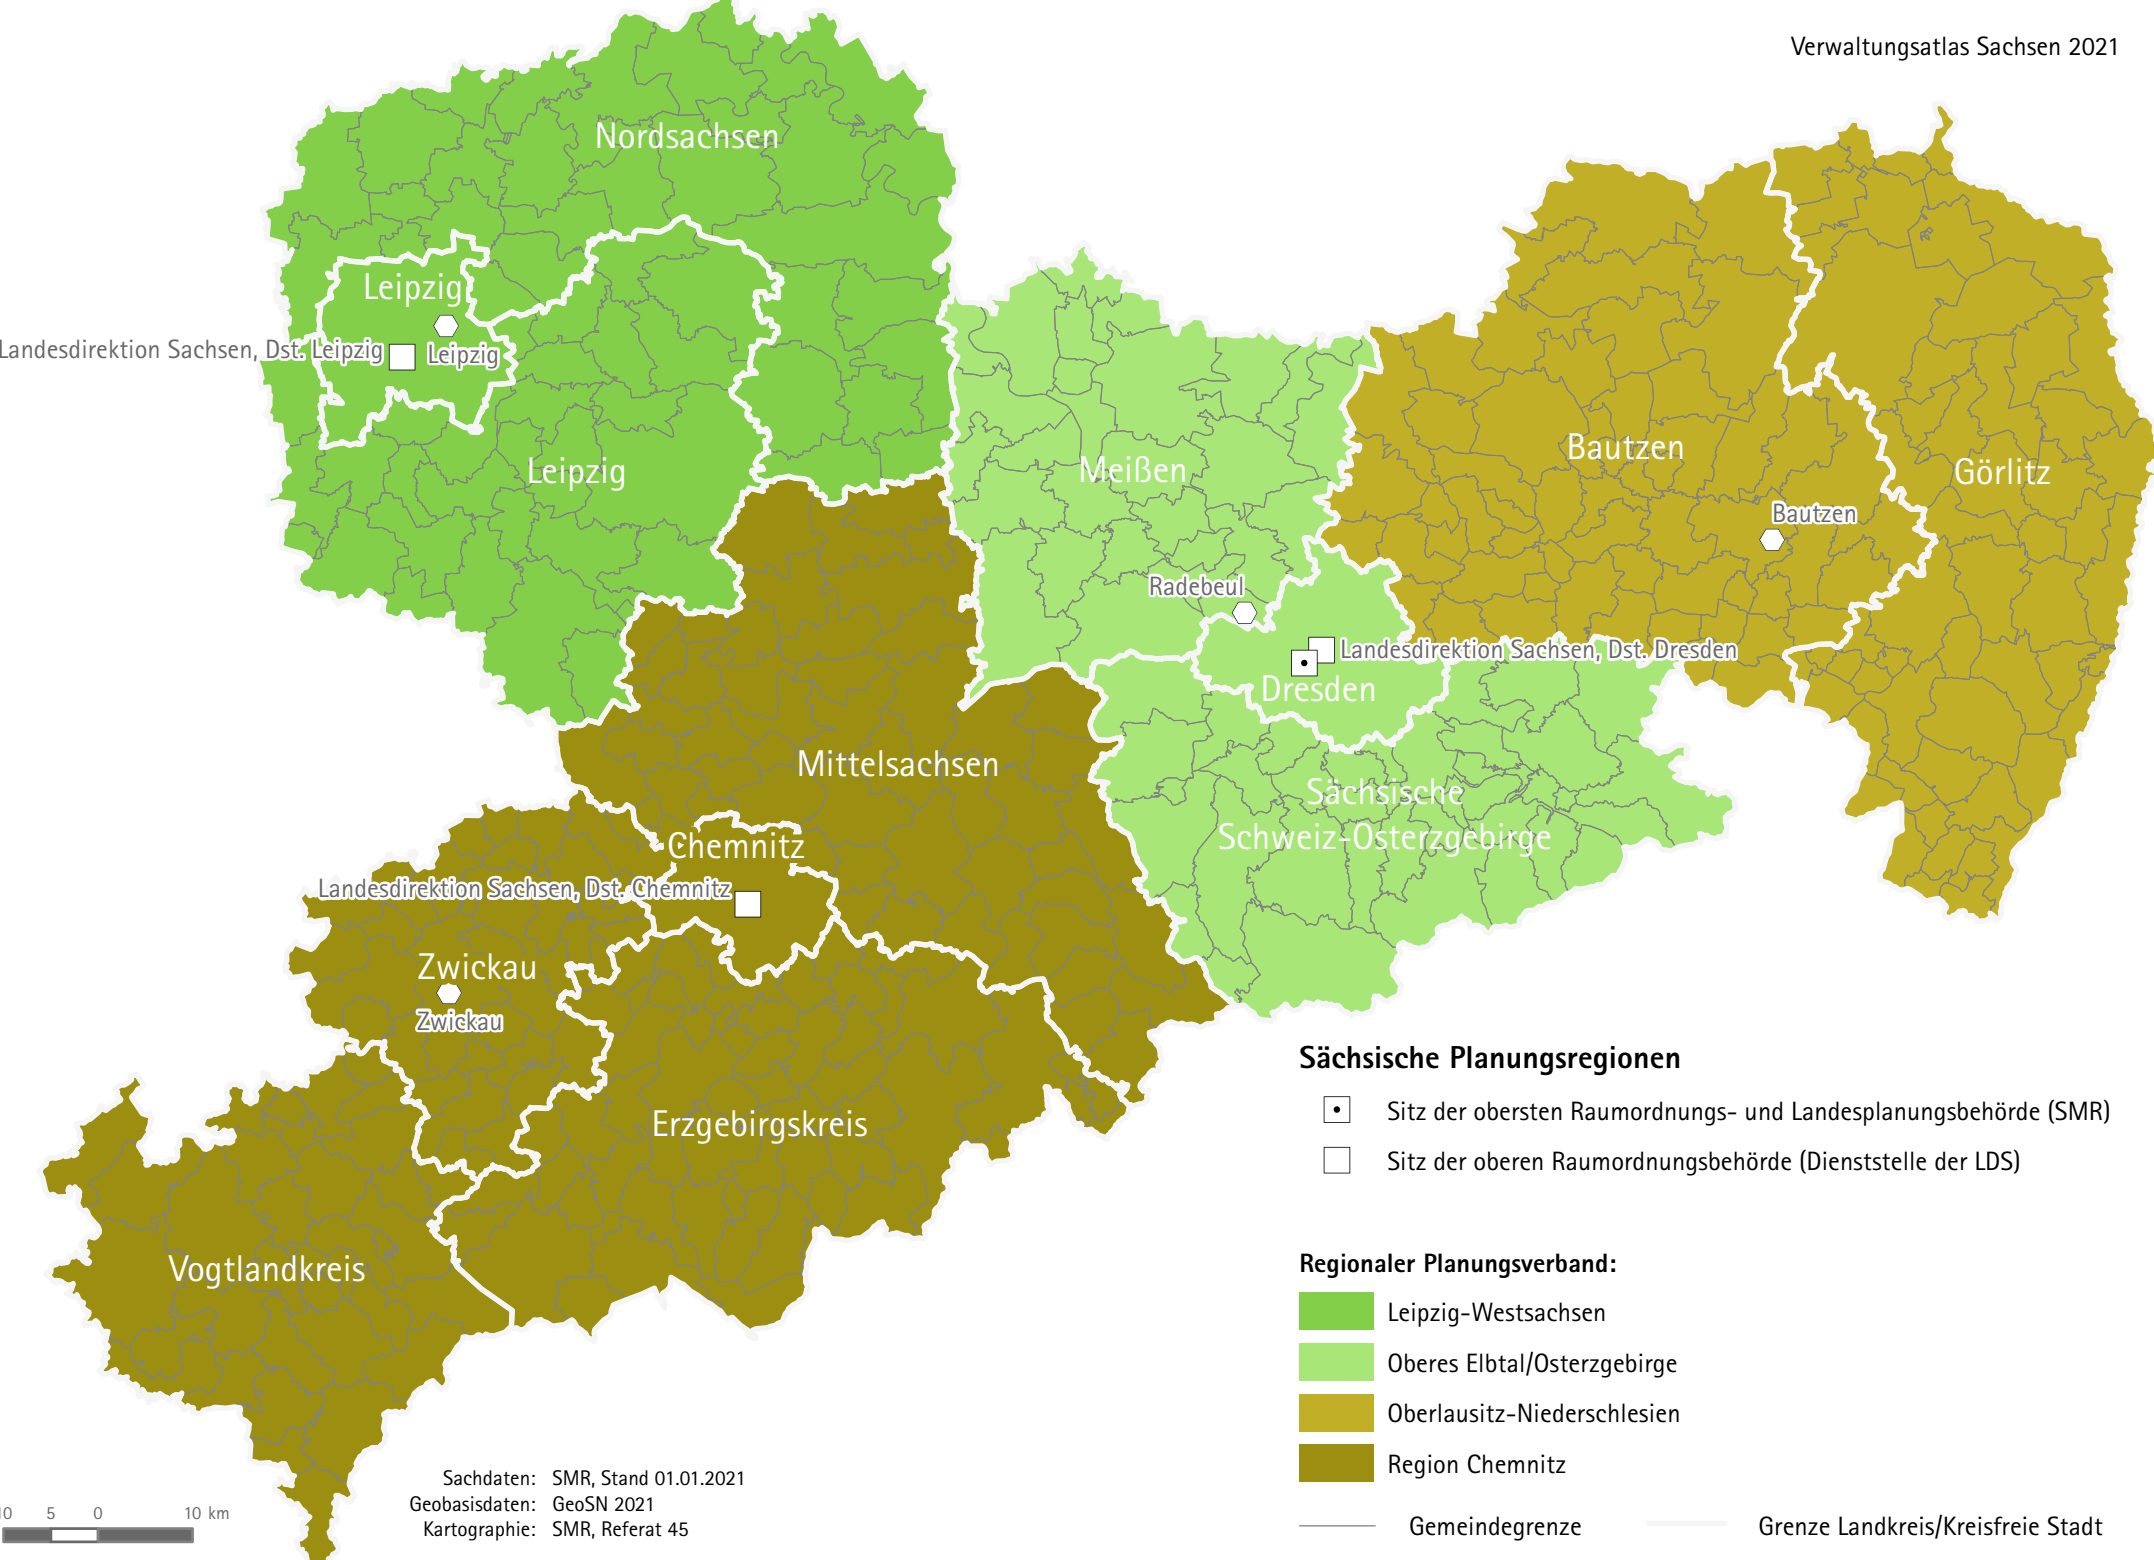 Verwaltungsatlas Sachsen 2021
Nordsachsen
Leipzig
Landesdirektion Sachsen, Dst. Leipzig
Leipzig
Leipzig
Meißen
Bautzen
Görlitz
Bautzen
Radebeul
Landesdirektion Sachsen, Dst. Dresden
Dresden
Mittelsachsen
Sächsische
Schweiz-Osterzgebirge
Chemnitz
Landesdirektion Sachsen, Dst. Chemnitz
Zwickau
Zwickau
Erzgebirgskreis
Vogtlandkreis
Sächsische Planungsregionen
Sitz der obersten Raumordnungs- und Landesplanungsbehörde (SMR)
Sitz der oberen Raumordnungsbehörde (Dienststelle der LDS)
Regionaler Planungsverband:
Leipzig-Westsachsen
Oberes Elbtal/Osterzgebirge
Oberlausitz-Niederschlesien
Region Chemnitz
Gemeindegrenze
Grenze Landkreis/Kreisfreie Stadt
Sachdaten: SMR, Stand 01.01.2021
Geobasisdaten: GeoSN 2021
Kartographie: SMR, Referat 45
10 5 0 10 km